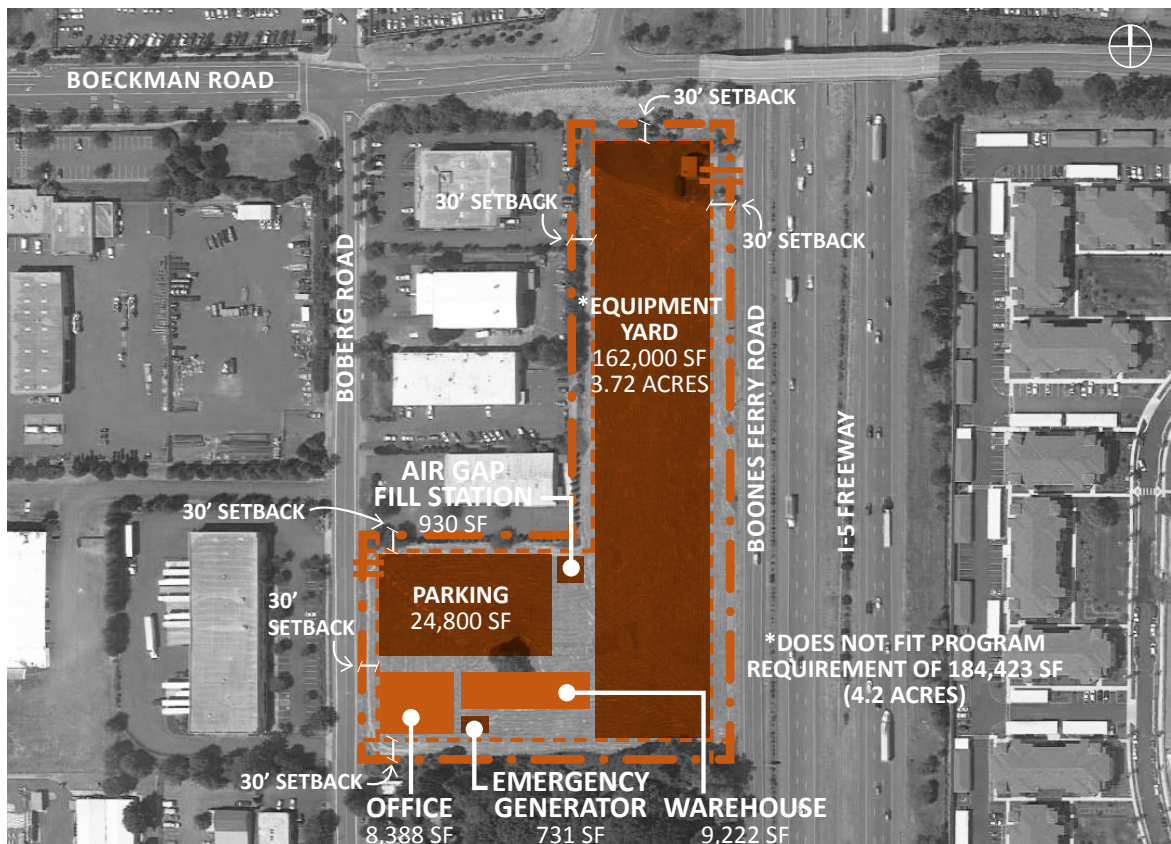 BOECKMAN ROAD
30' SETBACK
30' SETBACK
30' SETBACK
BOBERG ROAD
*EQUIPMENT
YARD
162,000 SF
3.72 ACRES
BOONES FERRY ROAD
I-5 FREEWAY
AIR GAP
FILL STATION
930 SF
30' SETBACK
PARKING
24,800 SF
30'
SETBACK
*DOES NOT FIT PROGRAM
REQUIREMENT OF 184,423 SF
(4.2 ACRES)
30' SETBACK
OFFICE
8,388 SF
EMERGENCY
GENERATOR
731 SF
WAREHOUSE
9,222 SF